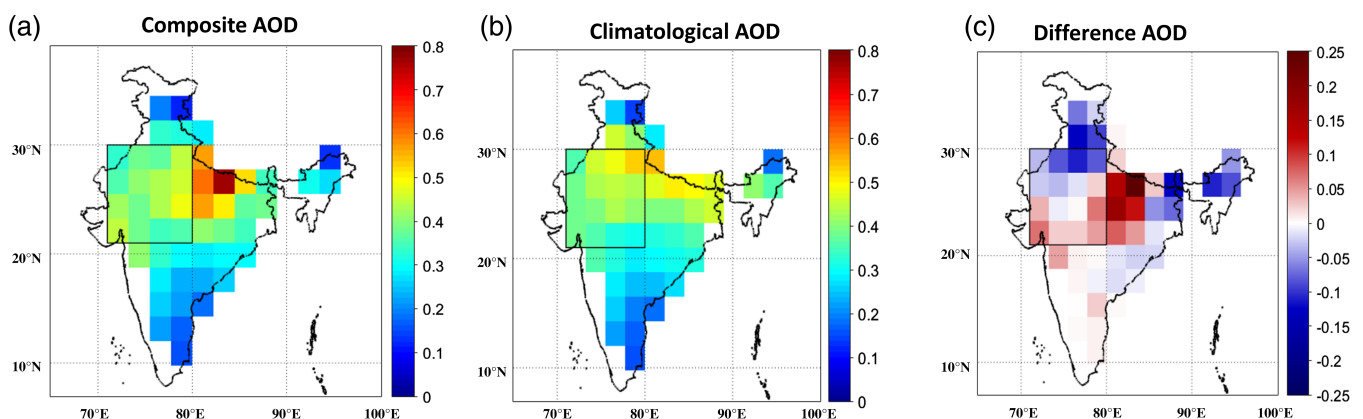 (a) Composite AOD
30°N
20°N
10°N
70°E 80°E 90°E 100°E
0.8
0.7
0.6
0.5
0.4
0.3
0.2
0.1
0
(b) Climatological AOD
30°N
20°N
10°N
70°E 80°E 90°E 100°E
0.8
0.7
0.6
0.5
0.4
0.3
0.2
0.1
0
(c) Difference AOD
30°N
20°N
10°N
70°E 80°E 90°E 100°E
0.25
0.20
0.15
0.10
0.05
0
-0.05
-0.10
-0.15
-0.20
-0.25